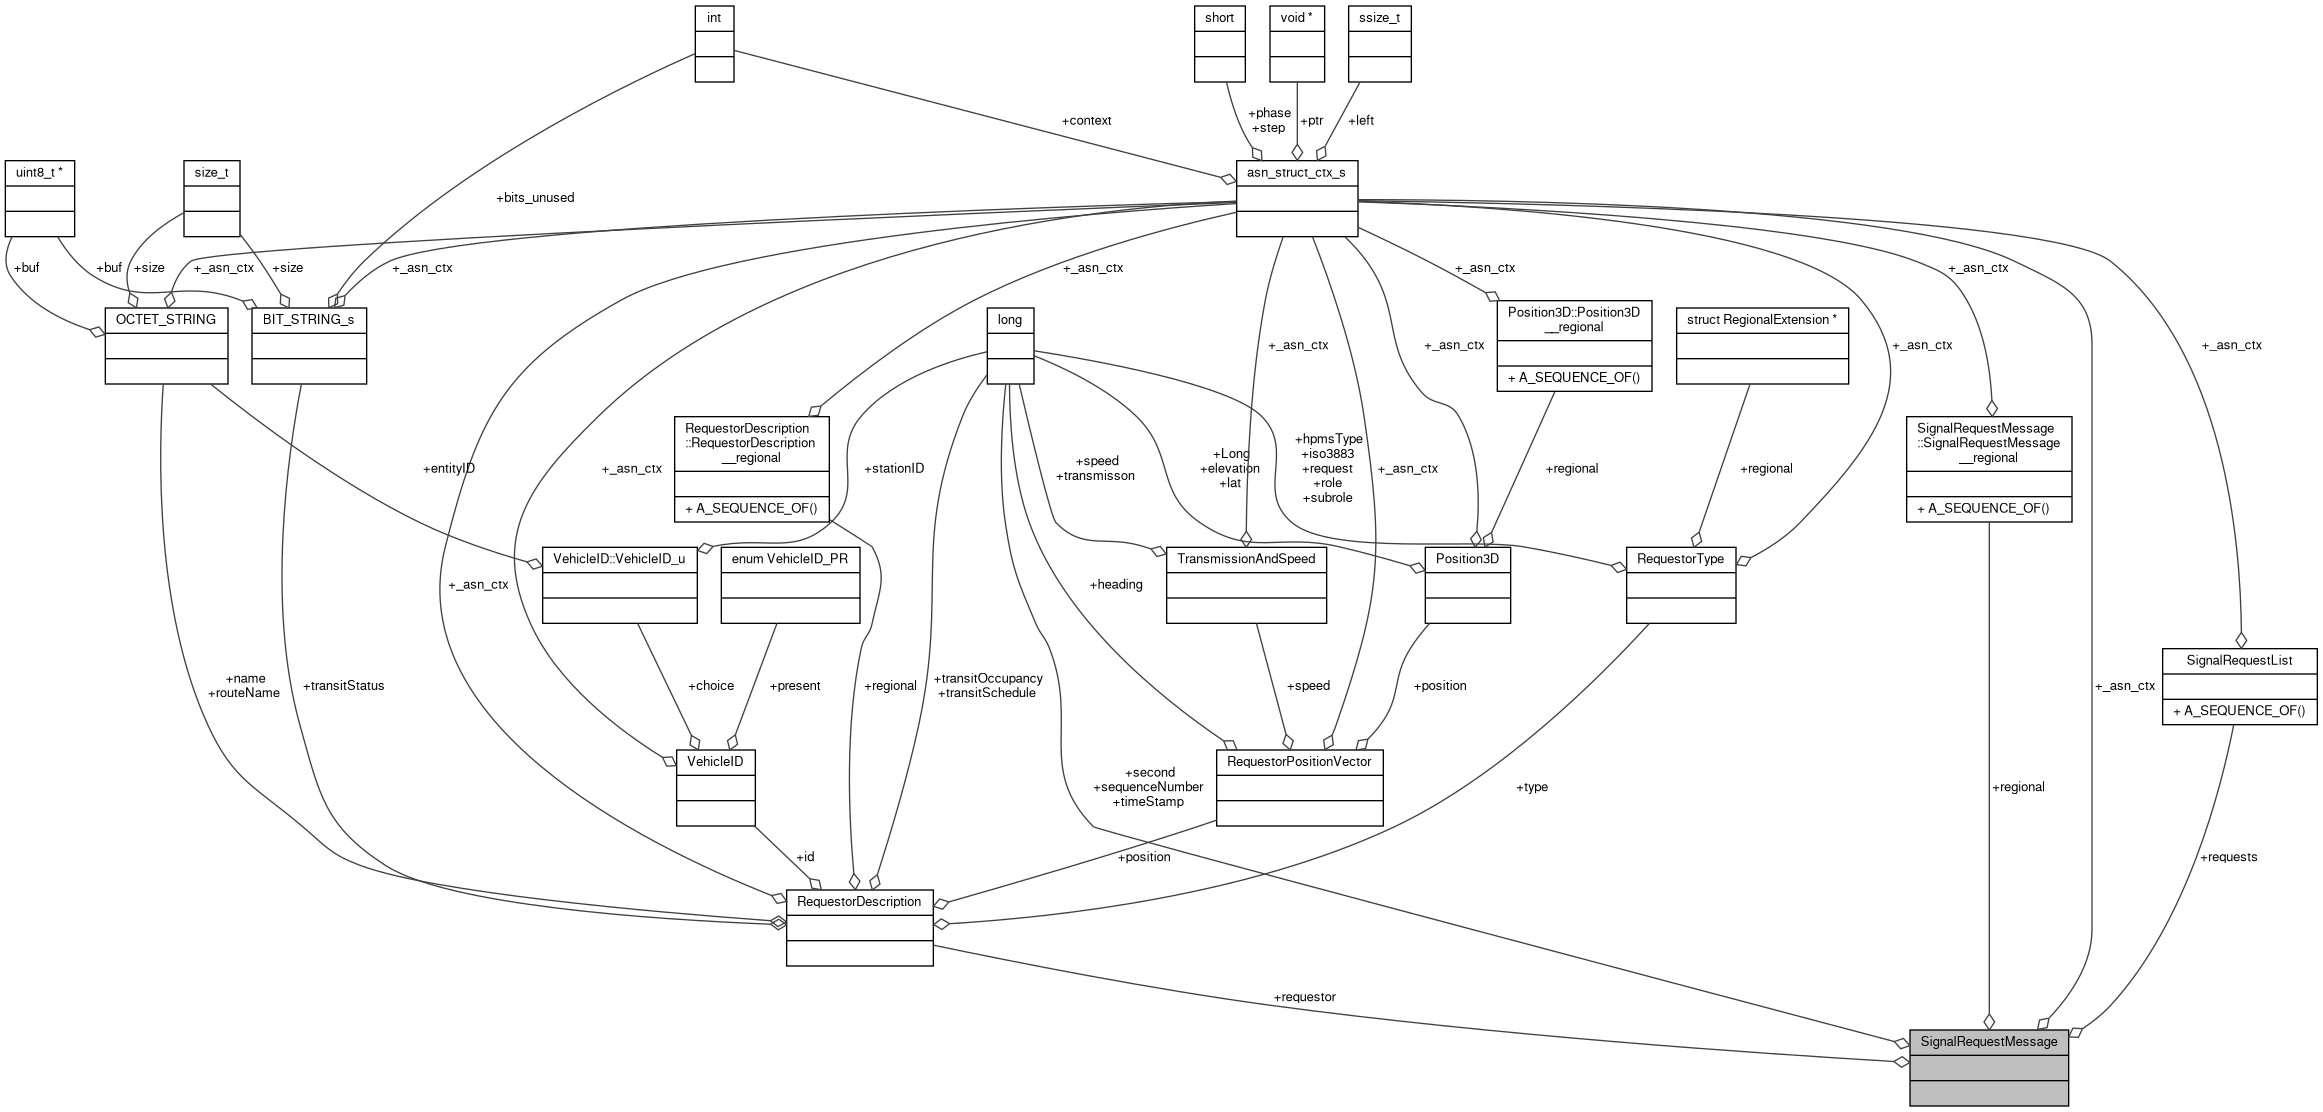 int
short
void *
ssize_t
+context
+phase
+step
+ptr
+left
uint8_t *
size_t
asn_struct_ctx_s
+bits_unused
+buf
+buf
+size
+_asn_ctx
+size
+_asn_ctx
+_asn_ctx
+_asn_ctx
+_asn_ctx
OCTET_STRING
BIT_STRING_s
long
Position3D::Position3D
__regional
+ A_SEQUENCE_OF()
struct RegionalExtension *
+_asn_ctx
+_asn_ctx
+_asn_ctx
+_asn_ctx
RequestorDescription
::RequestorDescription
__regional
+ A_SEQUENCE_OF()
SignalRequestMessage
::SignalRequestMessage
__regional
+ A_SEQUENCE_OF()
+entityID
+_asn_ctx
+stationID
+speed
+transmisson
+Long
+elevation
+lat
+hpmsType
+iso3883
+request
+role
+subrole
+_asn_ctx
+regional
+regional
VehicleID::VehicleID_u
enum VehicleID_PR
TransmissionAndSpeed
Position3D
RequestorType
+_asn_ctx
+heading
SignalRequestList
+ A_SEQUENCE_OF()
+name
+routeName
+transitStatus
+choice
+present
+regional
+transitOccupancy
+transitSchedule
+speed
+position
+_asn_ctx
VehicleID
RequestorPositionVector
+second
+sequenceNumber
+timeStamp
+type
+regional
+id
+position
+requests
RequestorDescription
+requestor
SignalRequestMessage